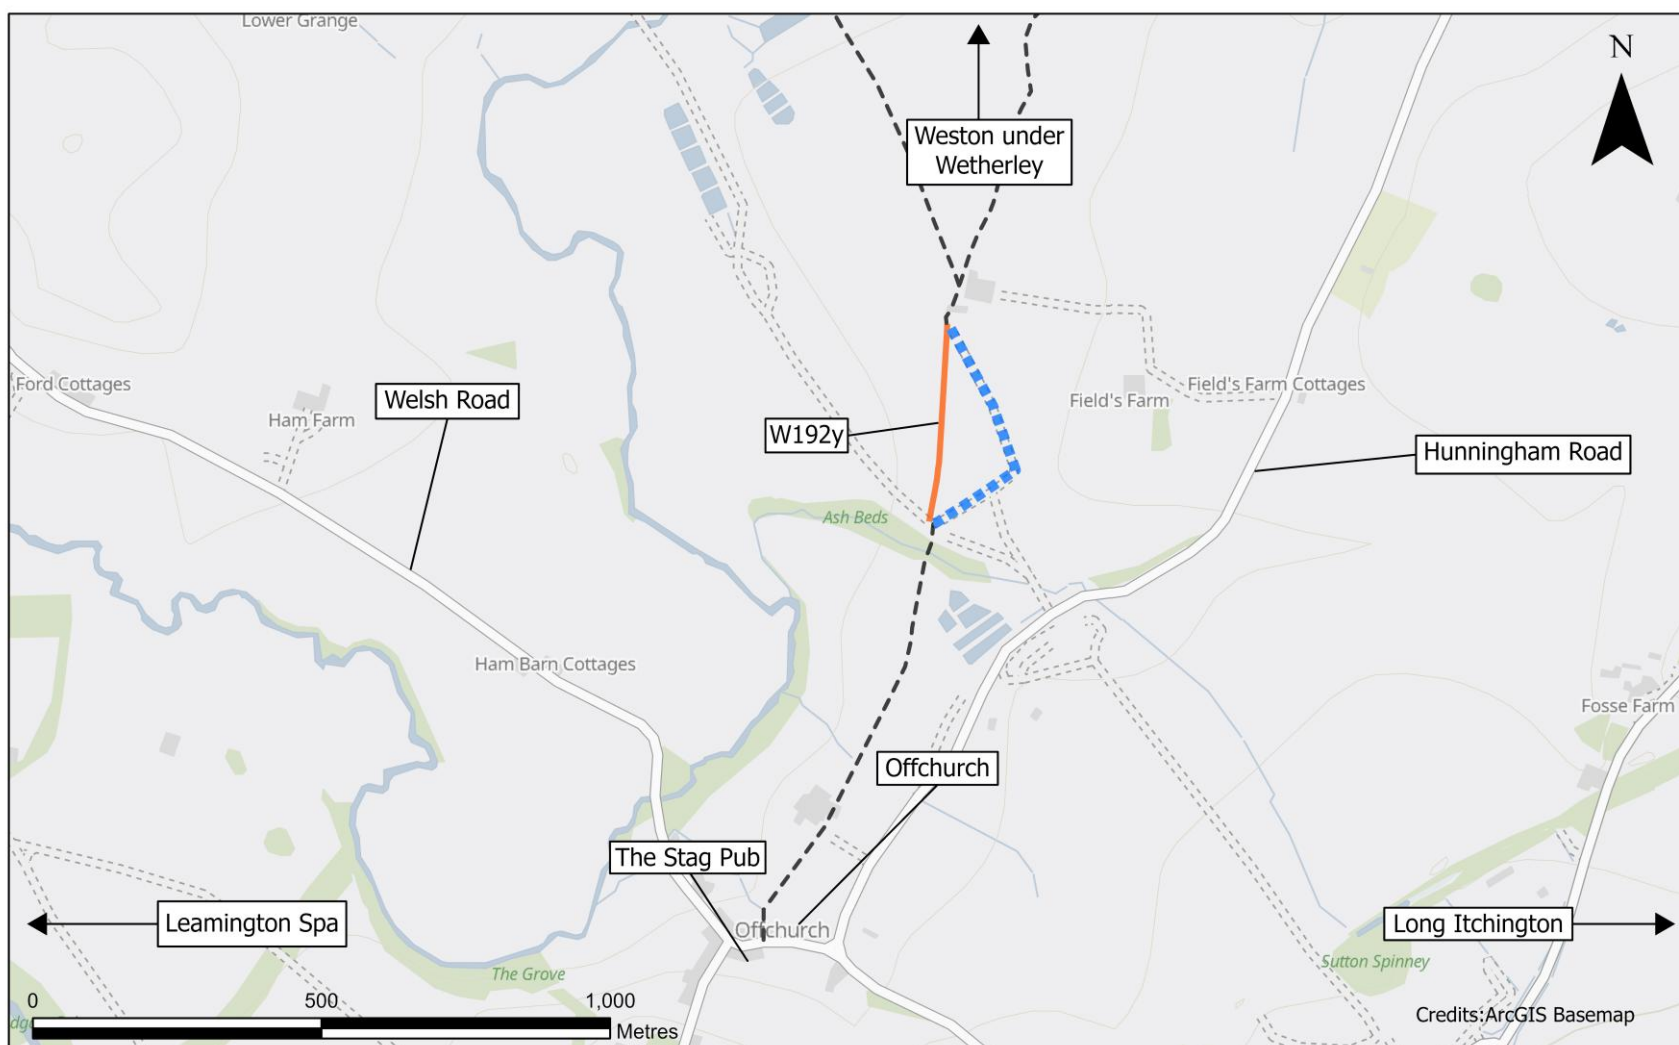 Lower Grange
N
Weston under
Wetherley
Ford Cottages
Welsh Road
Ham Farm
Field's Farm Cottages
Field's Farm
W192y
Hunningham Road
Ash Beds
Ham Barn Cottages
Fosse Farm
Offchurch
The Stag Pub
Leamington Spa
Offchurch
Long Itchington
Sutton Spinney
The Grove
0 500 1,000
Metres
Credits:ArcGIS Basemap